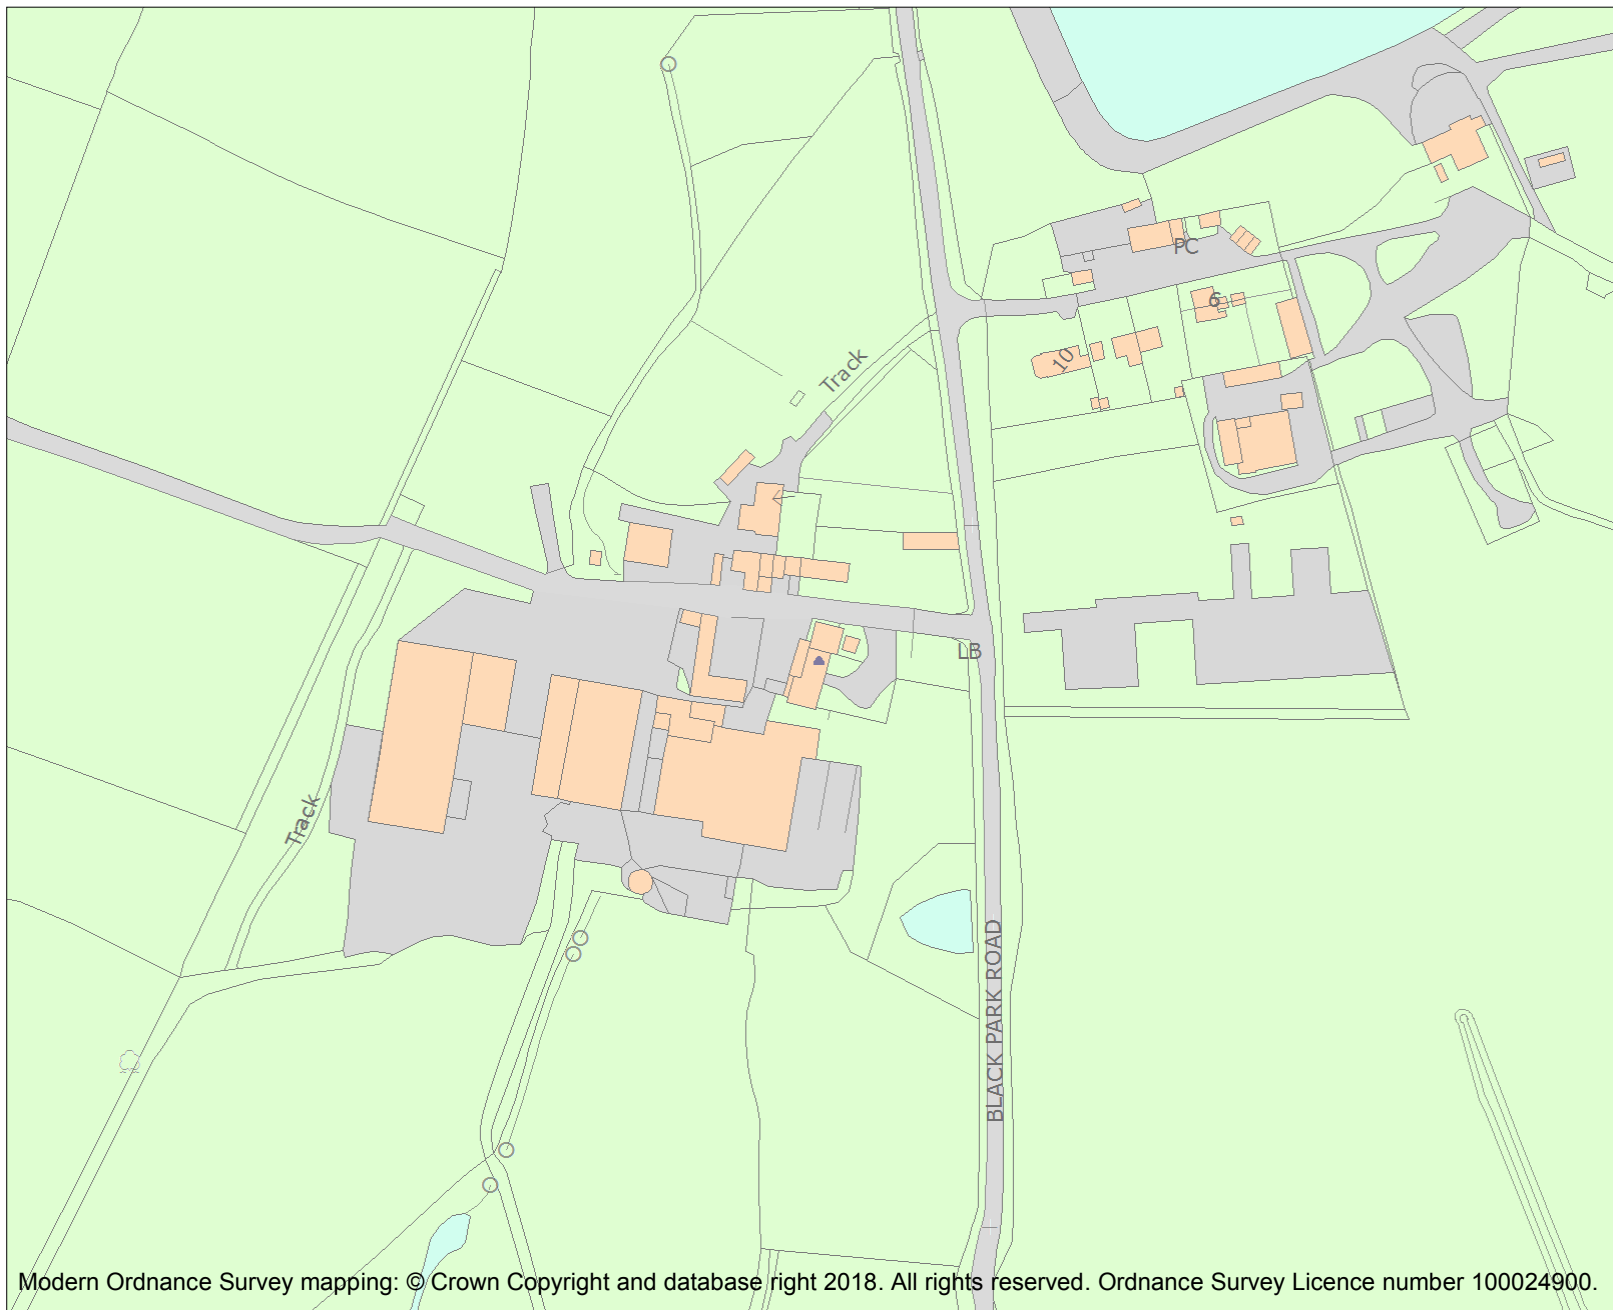 PC
6
10
Track
LB
Track
BLACK PARK ROAD
Modern Ordnance Survey mapping: © Crown Copyright and database right 2018. All rights reserved. Ordnance Survey Licence number 100024900.